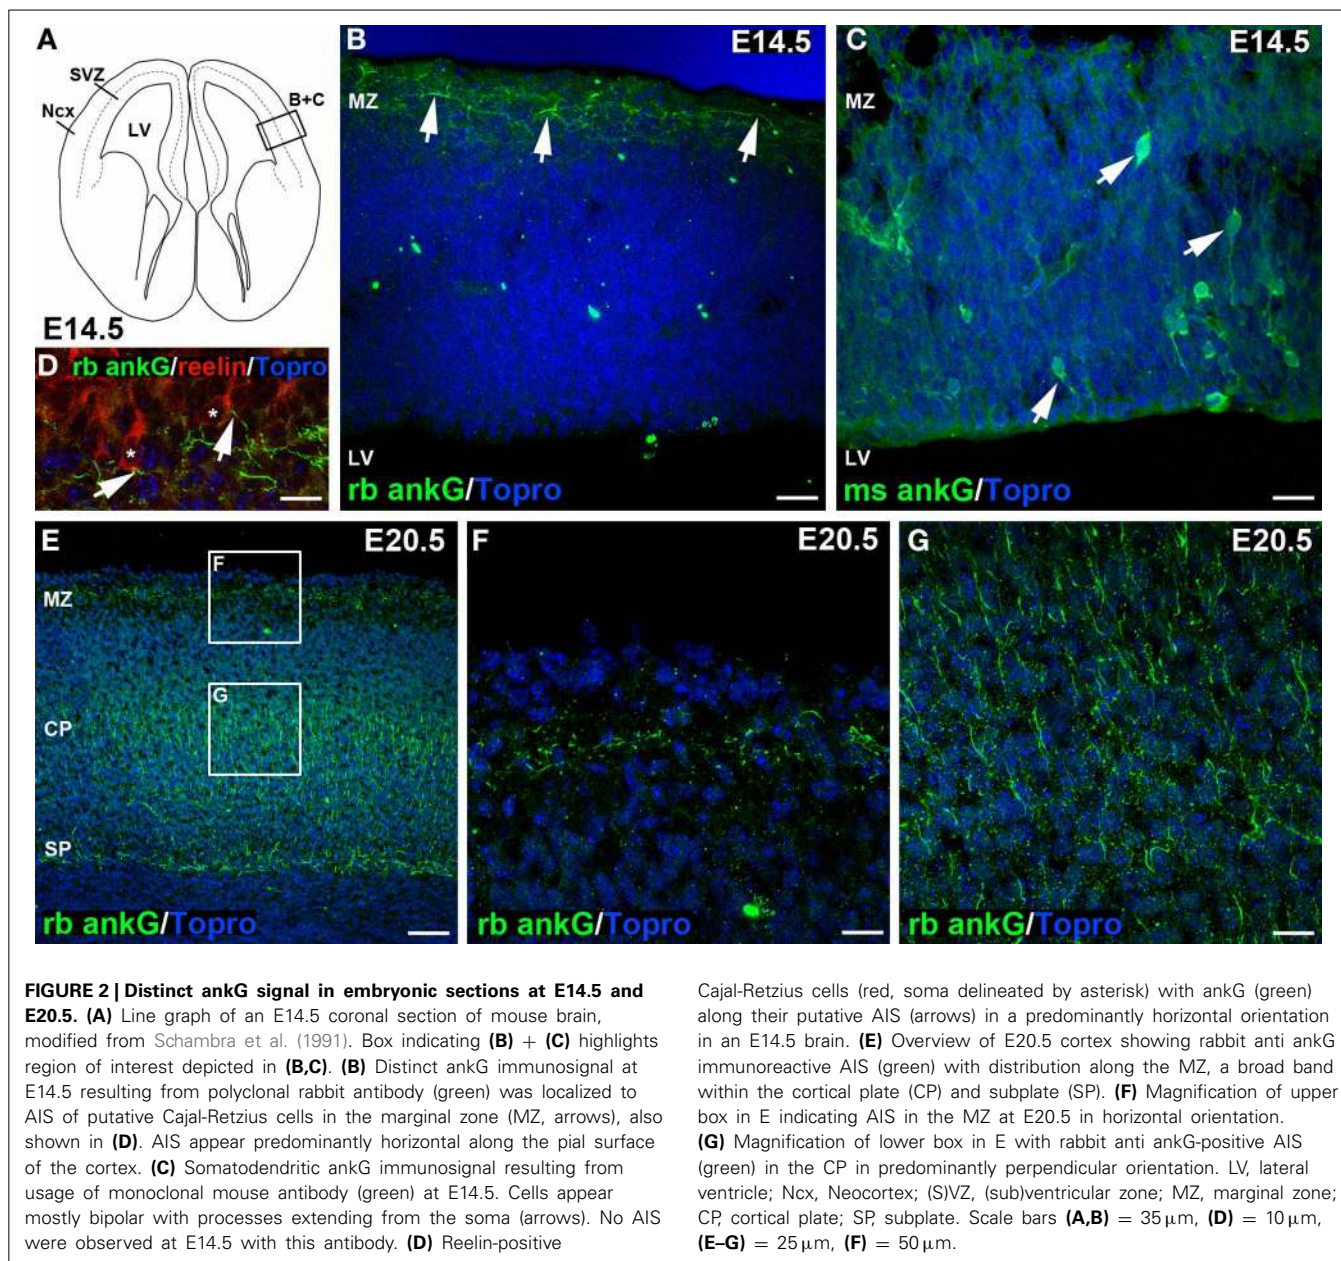 A
SVZ
Ncx
LV
B+C
E14.5
B
E14.5
MZ
LV
rb ankG/Topro
C
E14.5
MZ
LV
ms ankG/Topro
D rb ankG/reelin/Topro
*
*
E
E20.5
F
MZ
G
CP
SP
rb ankG/Topro
F
E20.5
rb ankG/Topro
G
E20.5
rb ankG/Topro
FIGURE 2 | Distinct ankG signal in embryonic sections at E14.5 and
E20.5. (A) Line graph of an E14.5 coronal section of mouse brain,
modified from Schambra et al. (1991). Box indicating (B) + (C) highlights
region of interest depicted in (B,C). (B) Distinct ankG immunosignal at
E14.5 resulting from polyclonal rabbit antibody (green) was localized to
AIS of putative Cajal-Retzius cells in the marginal zone (MZ, arrows), also
shown in (D). AIS appear predominantly horizontal along the pial surface
of the cortex. (C) Somatodendritic ankG immunosignal resulting from
usage of monoclonal mouse antibody (green) at E14.5. Cells appear
mostly bipolar with processes extending from the soma (arrows). No AIS
were observed at E14.5 with this antibody. (D) Reelin-positive
Cajal-Retzius cells (red, soma delineated by asterisk) with ankG (green)
along their putative AIS (arrows) in a predominantly horizontal orientation
in an E14.5 brain. (E) Overview of E20.5 cortex showing rabbit anti ankG
immunoreactive AIS (green) with distribution along the MZ, a broad band
within the cortical plate (CP) and subplate (SP). (F) Magnification of upper
box in E indicating AIS in the MZ at E20.5 in horizontal orientation.
(G) Magnification of lower box in E with rabbit anti ankG-positive AIS
(green) in the CP in predominantly perpendicular orientation. LV, lateral
ventricle; Ncx, Neocortex; (S)VZ, (sub)ventricular zone; MZ, marginal zone;
CP, cortical plate; SP, subplate. Scale bars (A,B) = 35 μm, (D) = 10 μm,
(E–G) = 25 μm, (F) = 50 μm.